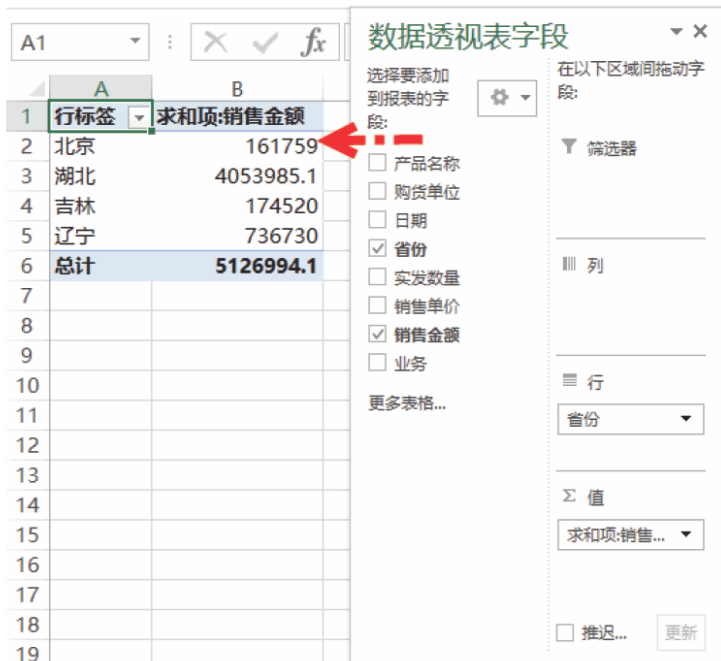 A1
fx
A B
1 行标签 求和项:销售金额
2 北京 161759
3 湖北 4053985.1
4 吉林 174520
5 辽宁 736730
6 总计 5126994.1
7
8
9
10
11
12
13
14
15
16
17
18
19
数据透视表字段
选择要添加
到报表的字
段:
产品名称
购货单位
日期
省份
实发数量
销售单价
销售金额
业务
更多表格...
在以下区域间拖动字
段:
筛选器
列
行
省份
Σ 值
求和项:销售...
推迟...
更新